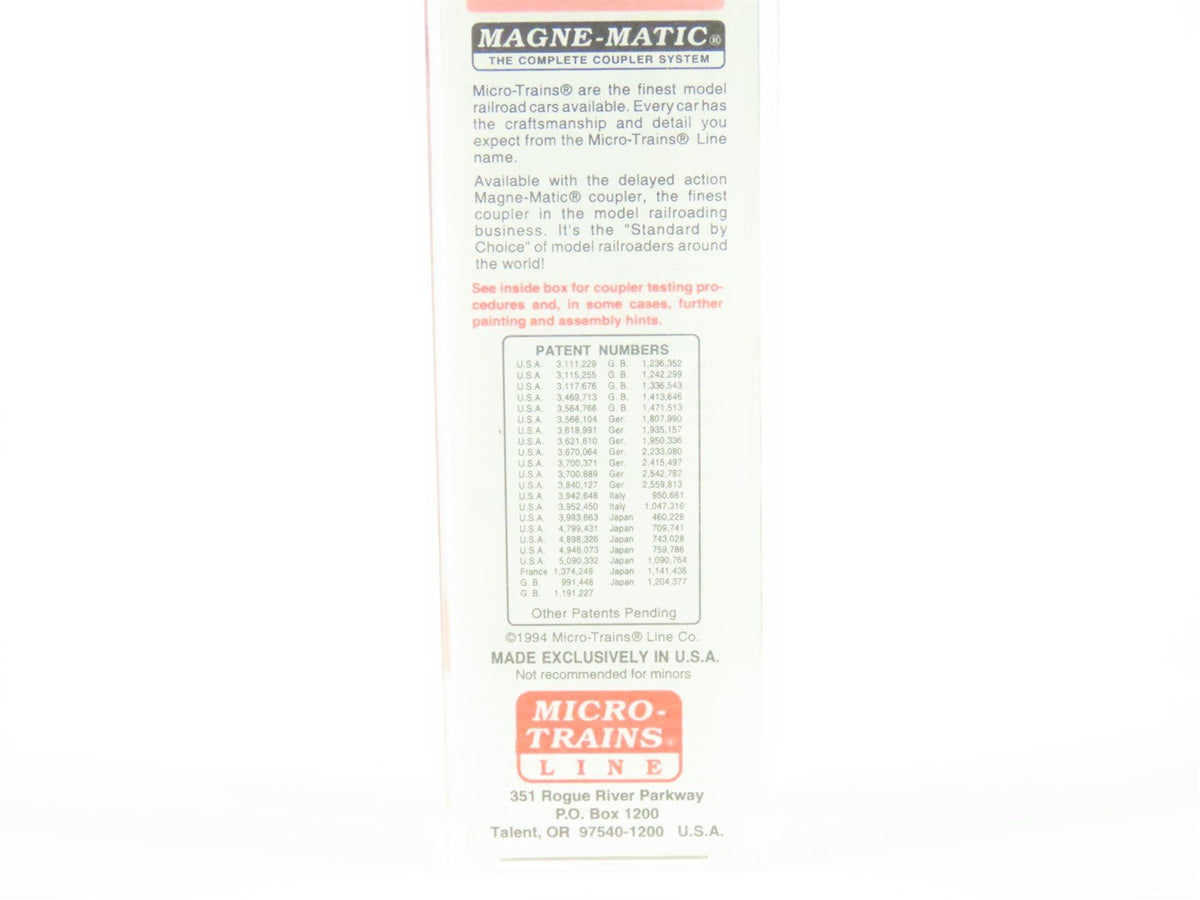 MAGNE-MATIC®
THE COMPLETE COUPLER SYSTEM
Micro-Trains® are the finest model
railroad cars available. Every car has
the craftsmanship and detail you
expect from the Micro-Trains® Line
name.
Available with the delayed action
Magne-Matic® coupler, the finest
coupler in the model railroading
business. It's the "Standard by
Choice" of model railroaders around
the world!
See inside box for coupler testing pro-
cedures and, in some cases, further
painting and assembly hints.
PATENT NUMBERS
U.S.A. 3,111,229 G. B. 1,236,352
U.S.A. 3,115,255 G. B. 1,242,299
U.S.A. 3,117,676 G. B. 1,336,543
U.S.A. 3,469,713 G. B. 1,413,646
U.S.A. 3,564,766 G. B. 1,471,513
U.S.A. 3,566,104 Ger. 1,807,990
U.S.A. 3,618,991 Ger. 1,935,157
U.S.A. 3,621,610 Ger. 1,950,336
U.S.A. 3,670,064 Ger. 2,233,080
U.S.A. 3,700,371 Ger. 2,415,497
U.S.A. 3,700,889 Ger. 2,542,787
U.S.A. 3,840,127 Ger. 2,559,813
U.S.A. 3,942,648 Italy 950,661
U.S.A. 3,952,450 Italy 1,047,316
U.S.A. 3,983,663 Japan 460,228
U.S.A. 4,799,431 Japan 709,741
U.S.A. 4,898,326 Japan 743,028
U.S.A. 4,948,073 Japan 759,786
U.S.A. 5,090,332 Japan 1,090,764
France 1,374,249 Japan 1,141,436
G. B. 991,448 Japan 1,204,377
G. B. 1,191,227
Other Patents Pending
©1994 Micro-Trains® Line Co.
MADE EXCLUSIVELY IN U.S.A.
Not recommended for minors
MICRO-
TRAINS®
LINE
351 Rogue River Parkway
P.O. Box 1200
Talent, OR 97540-1200 U.S.A.